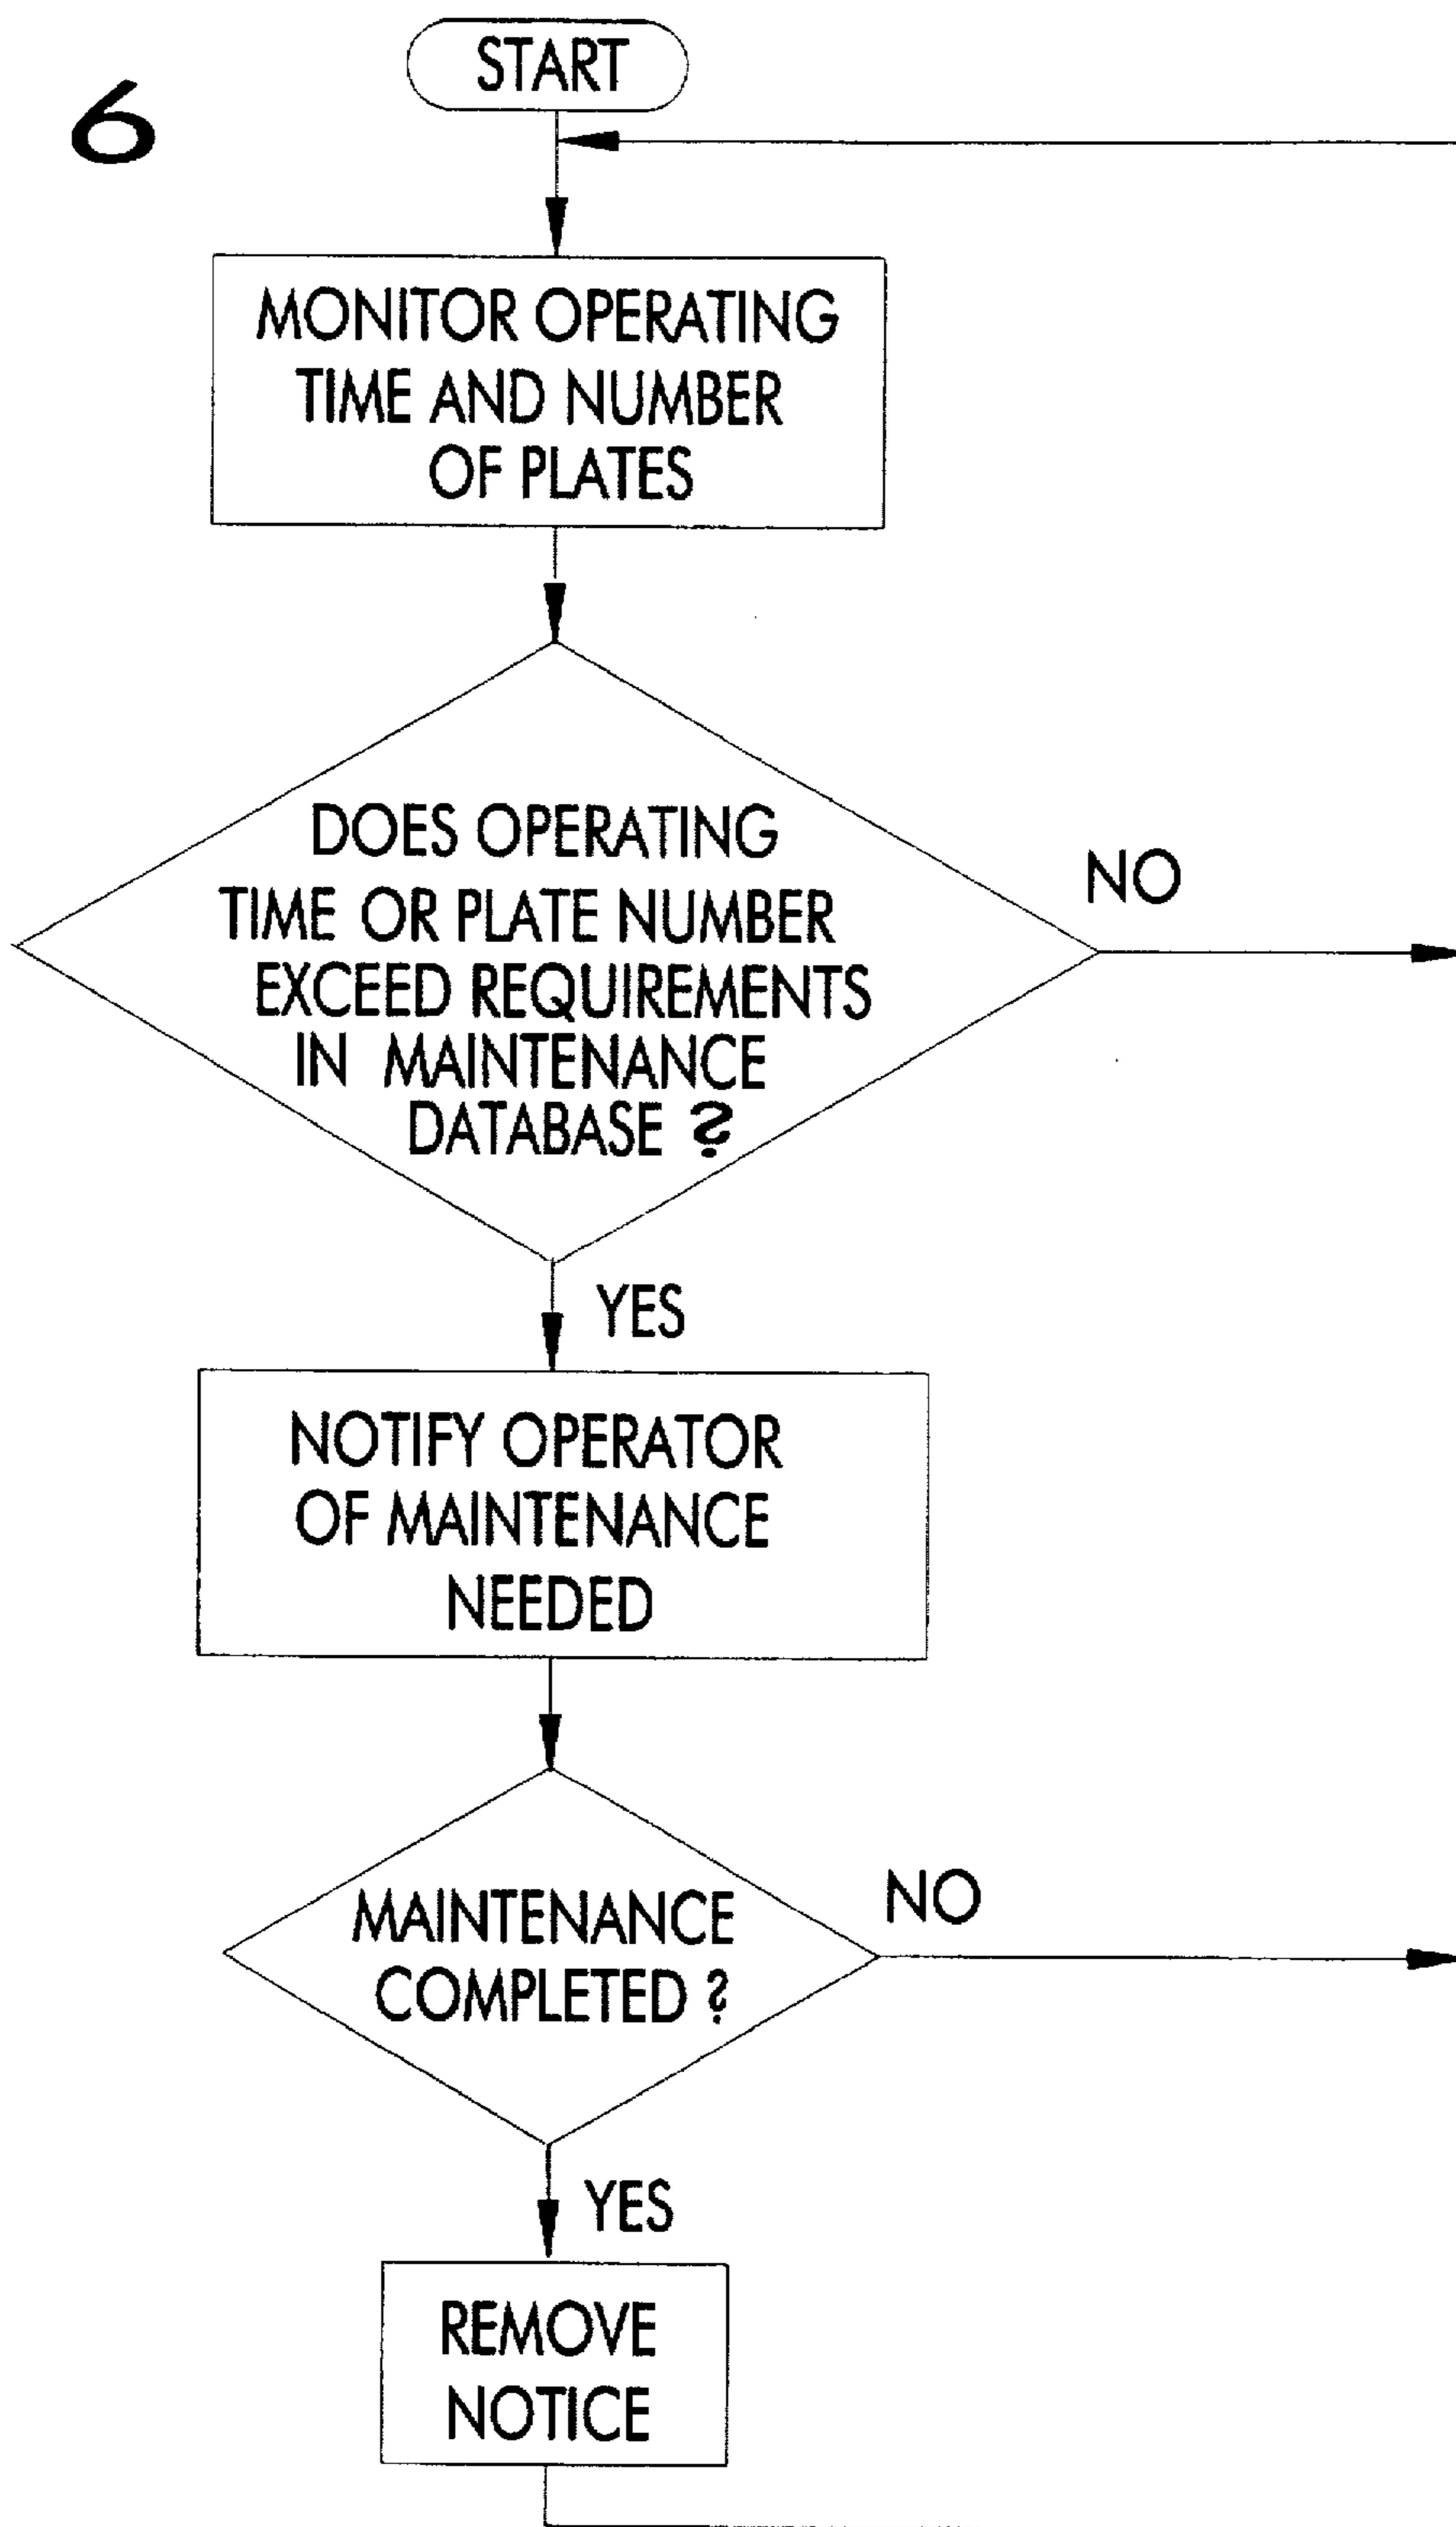 6
START
MONITOR OPERATING
TIME AND NUMBER
OF PLATES
DOES OPERATING
TIME OR PLATE NUMBER
EXCEED REQUIREMENTS
IN MAINTENANCE
DATABASE ?
NO
YES
NOTIFY OPERATOR
OF MAINTENANCE
NEEDED
MAINTENANCE
COMPLETED ?
NO
YES
REMOVE
NOTICE